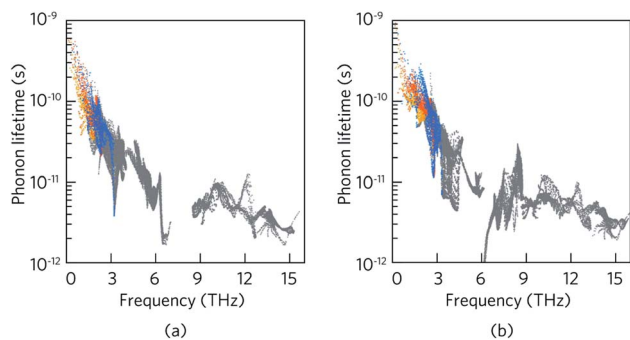 10⁻⁹ 10⁻⁹
10⁻¹⁰ 10⁻¹⁰
10⁻¹¹ 10⁻¹¹
10⁻¹² 10⁻¹²
Phonon lifetime (s) Phonon lifetime (s)
0 3 6 9 12 15 0 3 6 9 12 15
Frequency (THz) Frequency (THz)
(a) (b)